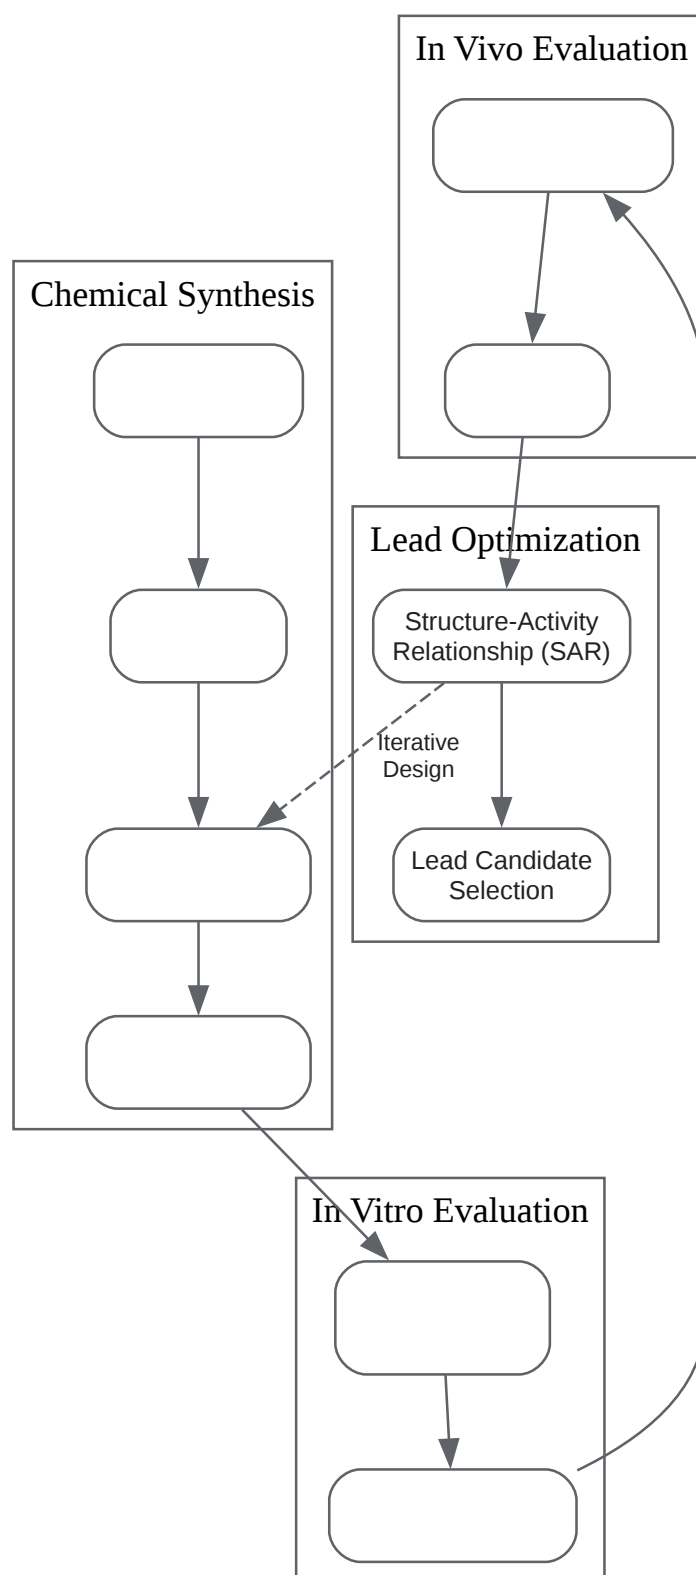 In Vivo Evaluation
Chemical Synthesis
Lead Optimization
Structure-Activity
Relationship (SAR)
Iterative
Design
Lead Candidate
Selection
In Vitro Evaluation